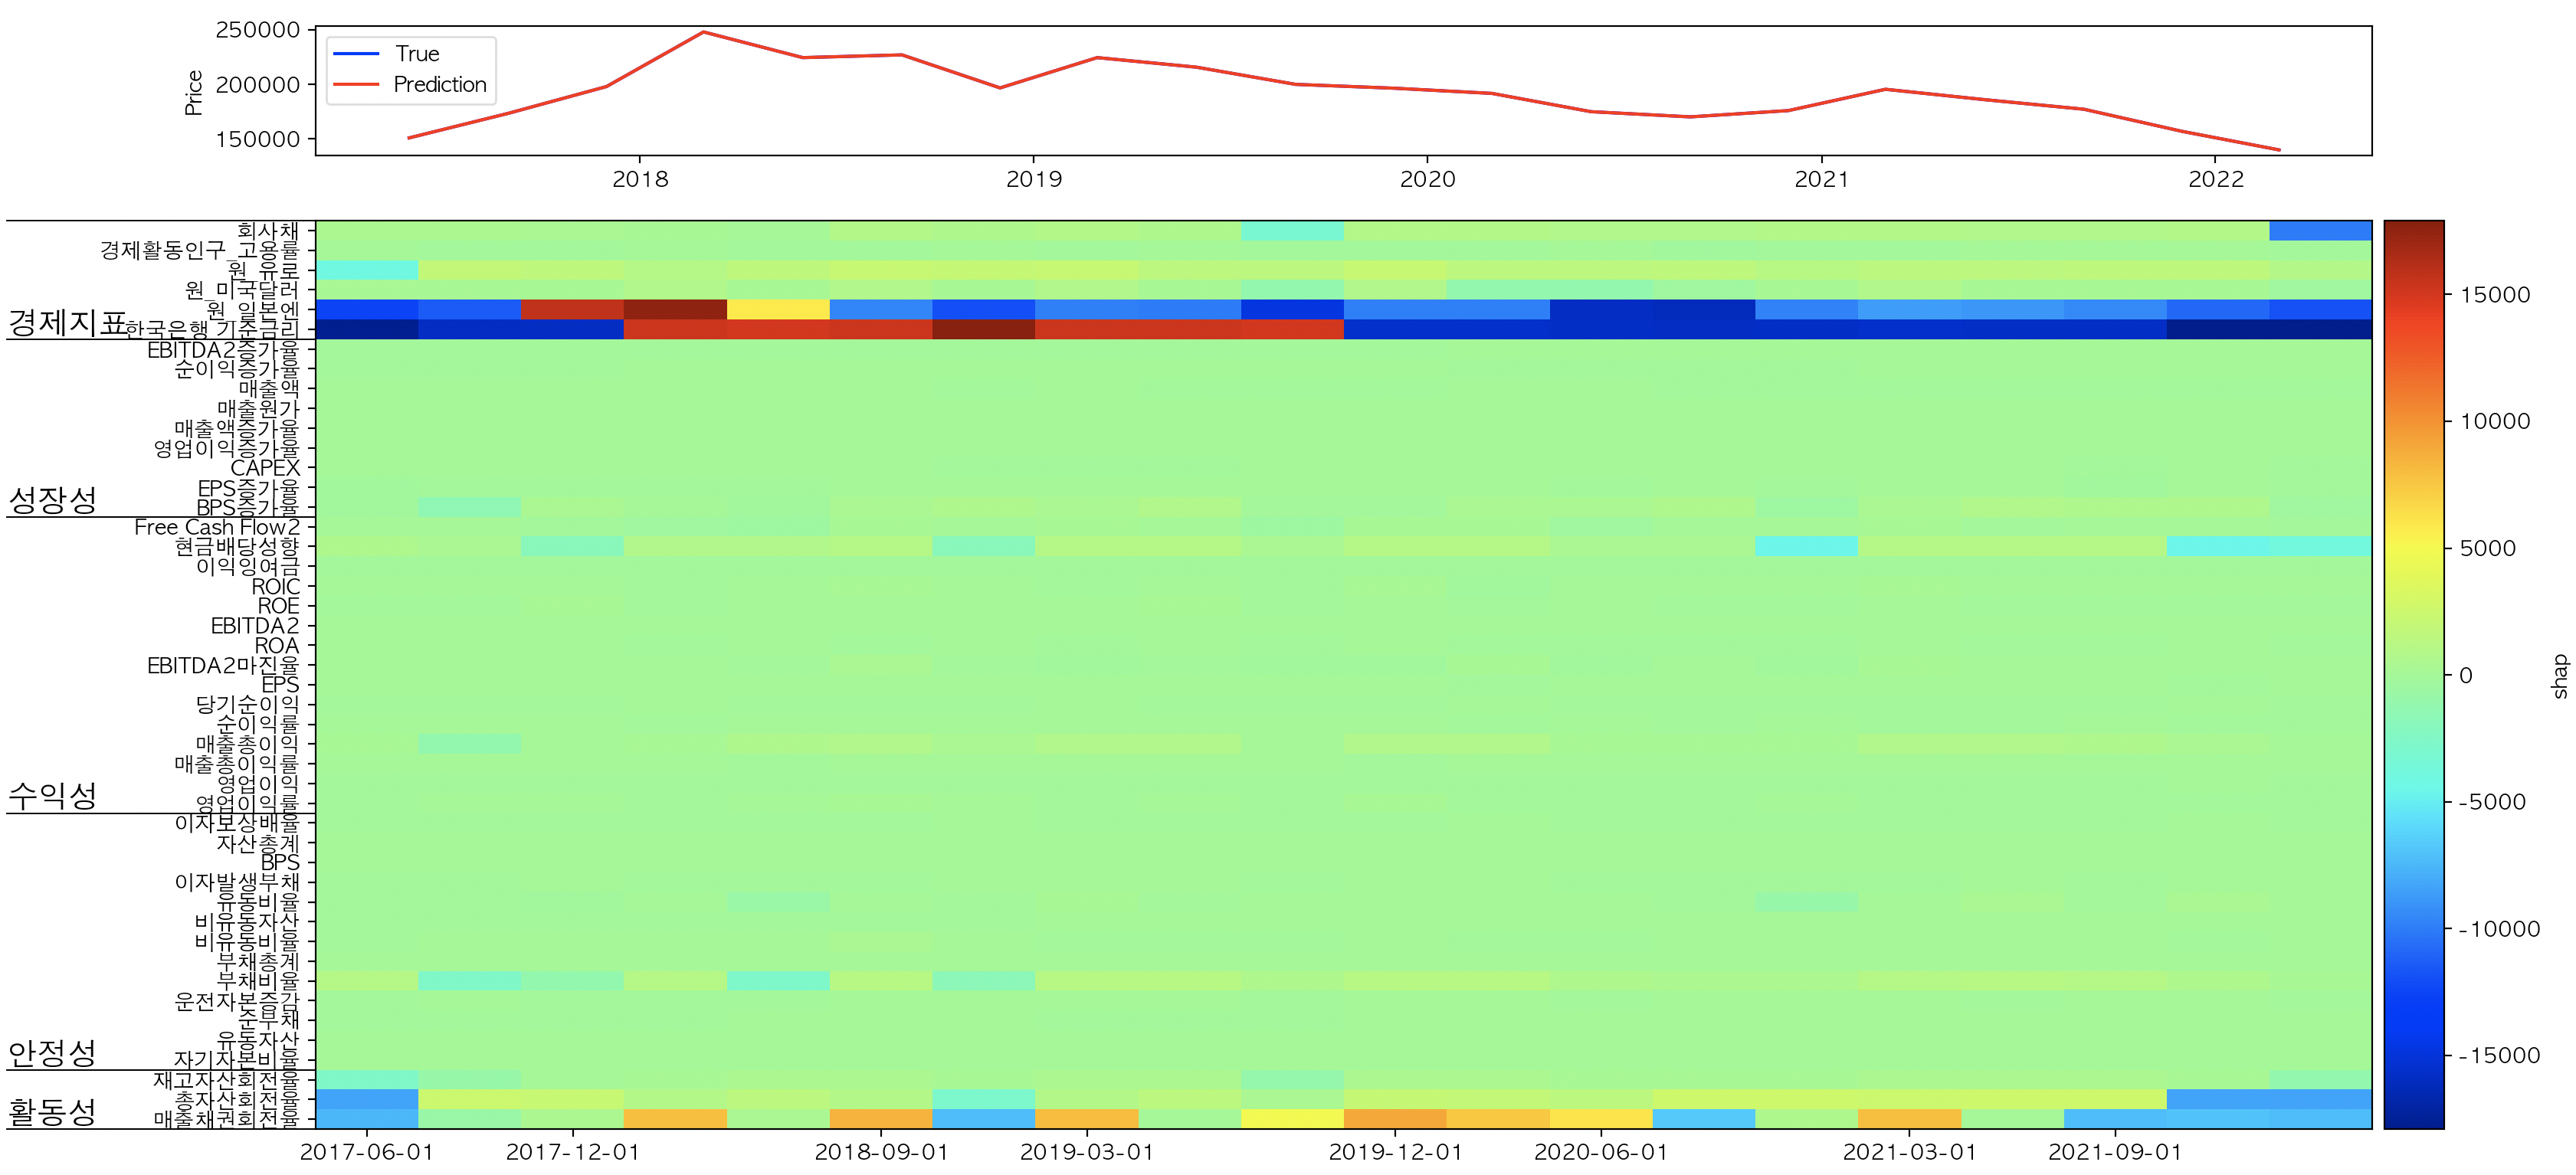 250000
200000
150000
Price
True
Prediction
2018
2019
2020
2021
2022
회사채
경제활동인구_고용률
원_유로
원_미국달러
원_일본엔
한국은행 기준금리
경제지표
EBITDA2증가율
순이익증가율
매출액
매출원가
매출액증가율
영업이익증가율
CAPEX
EPS증가율
BPS증가율
성장성
Free Cash Flow2
현금배당성향
이익잉여금
ROIC
ROE
EBITDA2
ROA
EBITDA2마진율
EPS
당기순이익
순이익률
매출총이익
매출총이익률
영업이익
영업이익률
수익성
이자보상배율
자산총계
BPS
이자발생부채
유동비율
비유동자산
비유동비율
부채총계
부채비율
운전자본증감
순부채
유동자산
자기자본비율
안정성
재고자산회전율
총자산회전율
매출채권회전율
활동성
2017-06-01
2017-12-01
2018-09-01
2019-03-01
2019-12-01
2020-06-01
2021-03-01
2021-09-01
15000
10000
5000
0
-5000
-10000
-15000
shap